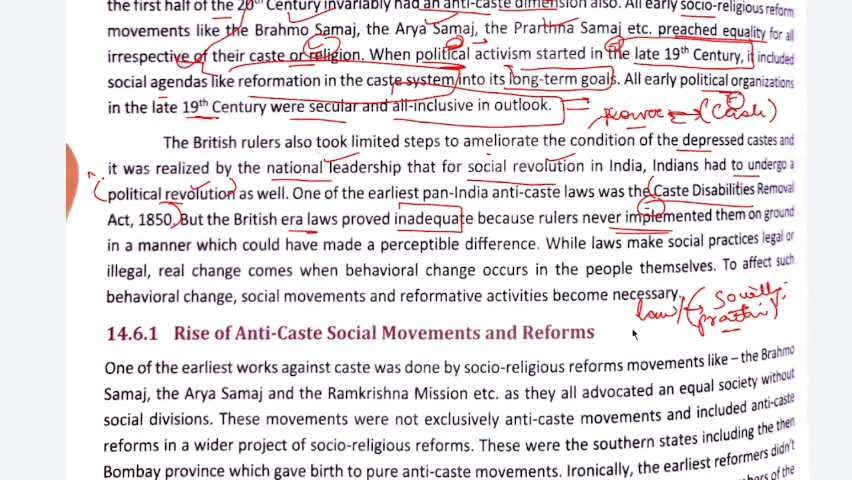 the first half of the 20th Century invariably had an anti-caste dimension also. All early socio-religious reform
movements like the Brahmo Samaj, the Arya Samaj, the Prarthna Samaj etc. preached equality for all
irrespective of their caste or religion. When political activism started in the late 19th Century, it included
social agendas like reformation in the caste system into its long-term goals. All early political organizations
in the late 19th Century were secular and all-inclusive in outlook.
power (Caste)
The British rulers also took limited steps to ameliorate the condition of the depressed castes and
it was realized by the national leadership that for social revolution in India, Indians had to undergo a
political revolution as well. One of the earliest pan-India anti-caste laws was the Caste Disabilities Removal
Act, 1850. But the British era laws proved inadequate because rulers never implemented them on ground
in a manner which could have made a perceptible difference. While laws make social practices legal or
illegal, real change comes when behavioral change occurs in the people themselves. To affect such
behavioral change, social movements and reformative activities become necessary.
law
14.6.1 Rise of Anti-Caste Social Movements and Reforms
One of the earliest works against caste was done by socio-religious reforms movements like – the Brahmo
Samaj, the Arya Samaj and the Ramkrishna Mission etc. as they all advocated an equal society without
social divisions. These movements were not exclusively anti-caste movements and included anti-caste
reforms in a wider project of socio-religious reforms. These were the southern states including the then
Bombay province which gave birth to pure anti-caste movements. Ironically, the earliest reformers didn't
of the